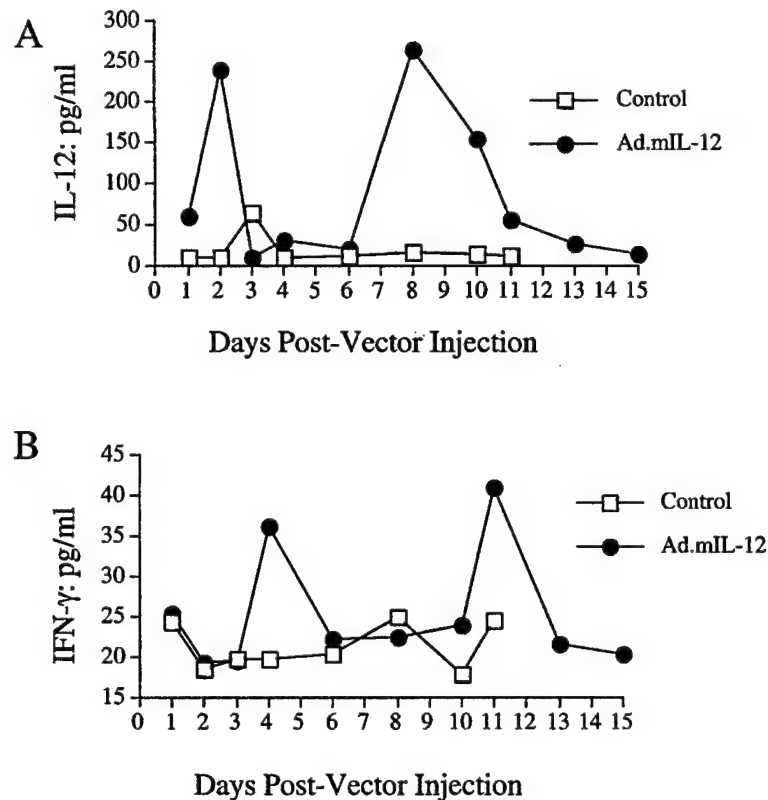 A
300
250
200
150
100
50
0
IL-12: pg/ml
Control
Ad.mIL-12
0 1 2 3 4 6 7 8 9 10 11 12 13 14 15
Days Post-Vector Injection
B
45
40
35
30
25
20
15
IFN-γ: pg/ml
Control
Ad.mIL-12
0 1 2 3 4 5 6 7 8 9 10 11 12 13 14 15
Days Post-Vector Injection